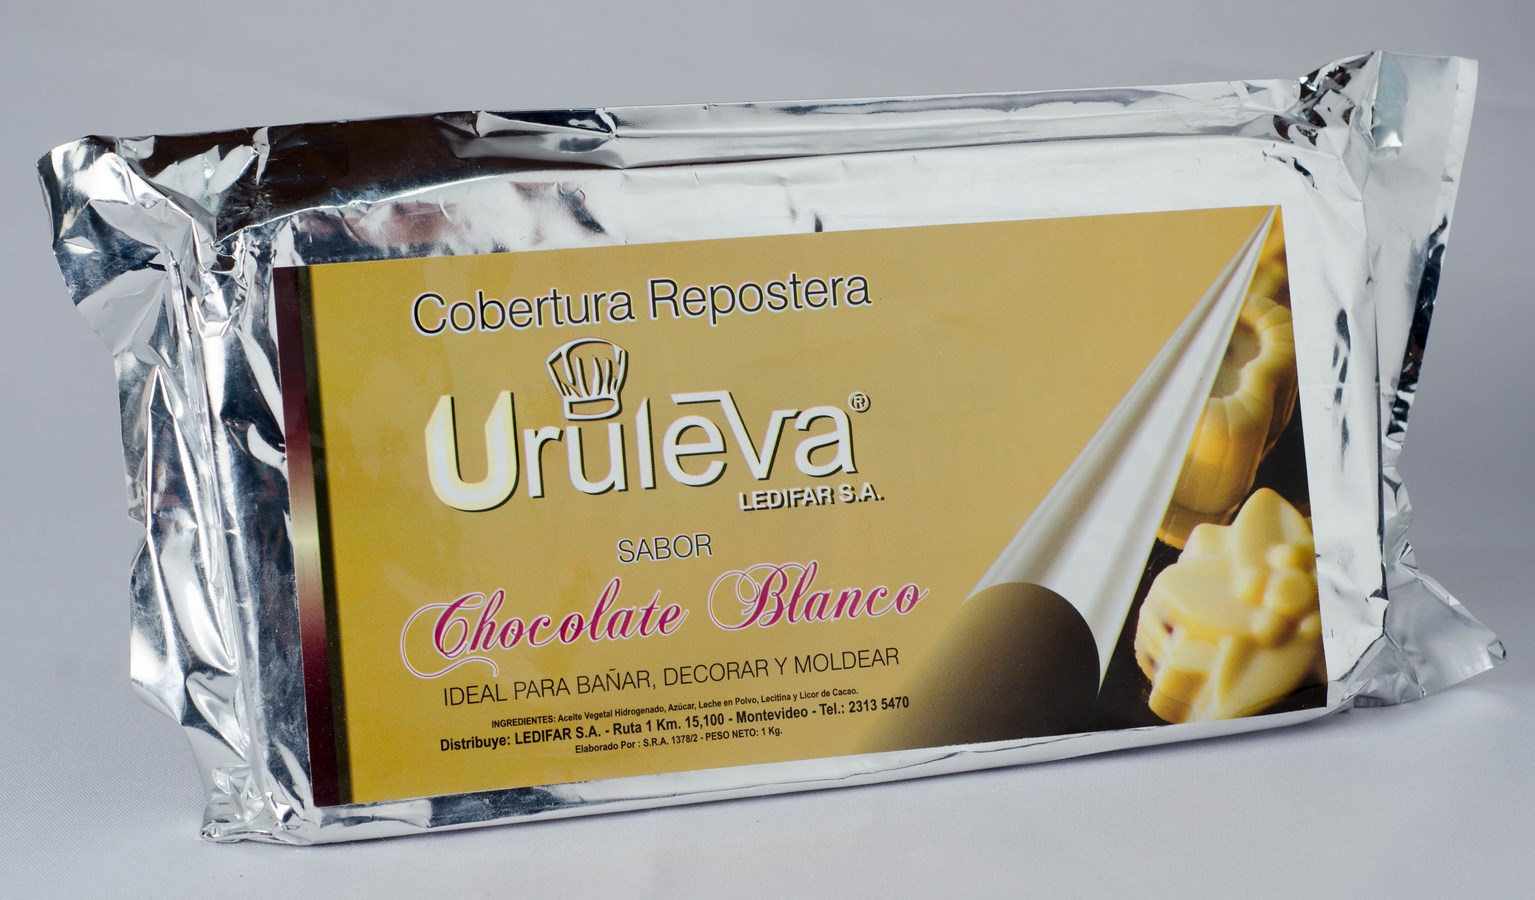 Cobertura Repostera
Uruleva®
LEDIFAR S.A.
SABOR
Chocolate Blanco
IDEAL PARA BAÑAR, DECORAR Y MOLDEAR
INGREDIENTES: Aceite Vegetal Hidrogenado, Azúcar, Leche en Polvo, Lecitina y Licor de Cacao.
Distribuye: LEDIFAR S.A. - Ruta 1 Km. 15,100 - Montevideo - Tel.: 2313 5470
Elaborado Por : S.R.A. 1378/2 - PESO NETO: 1 Kg.